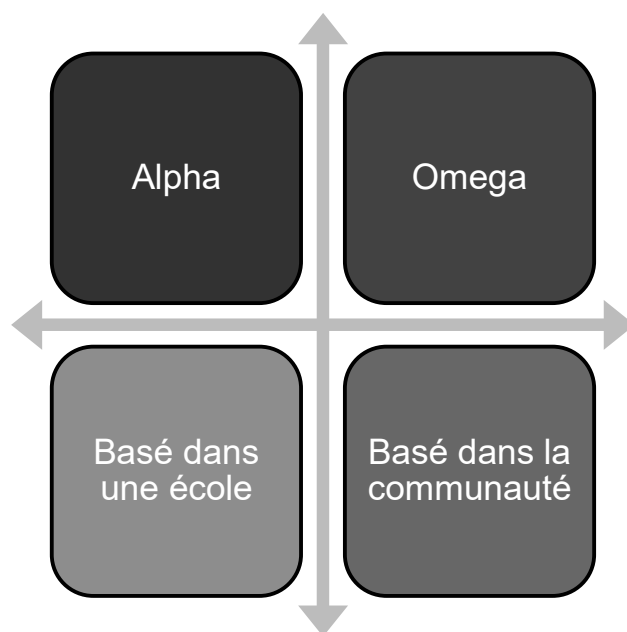 Alpha
Omega
Basé dans
une école
Basé dans la
communauté